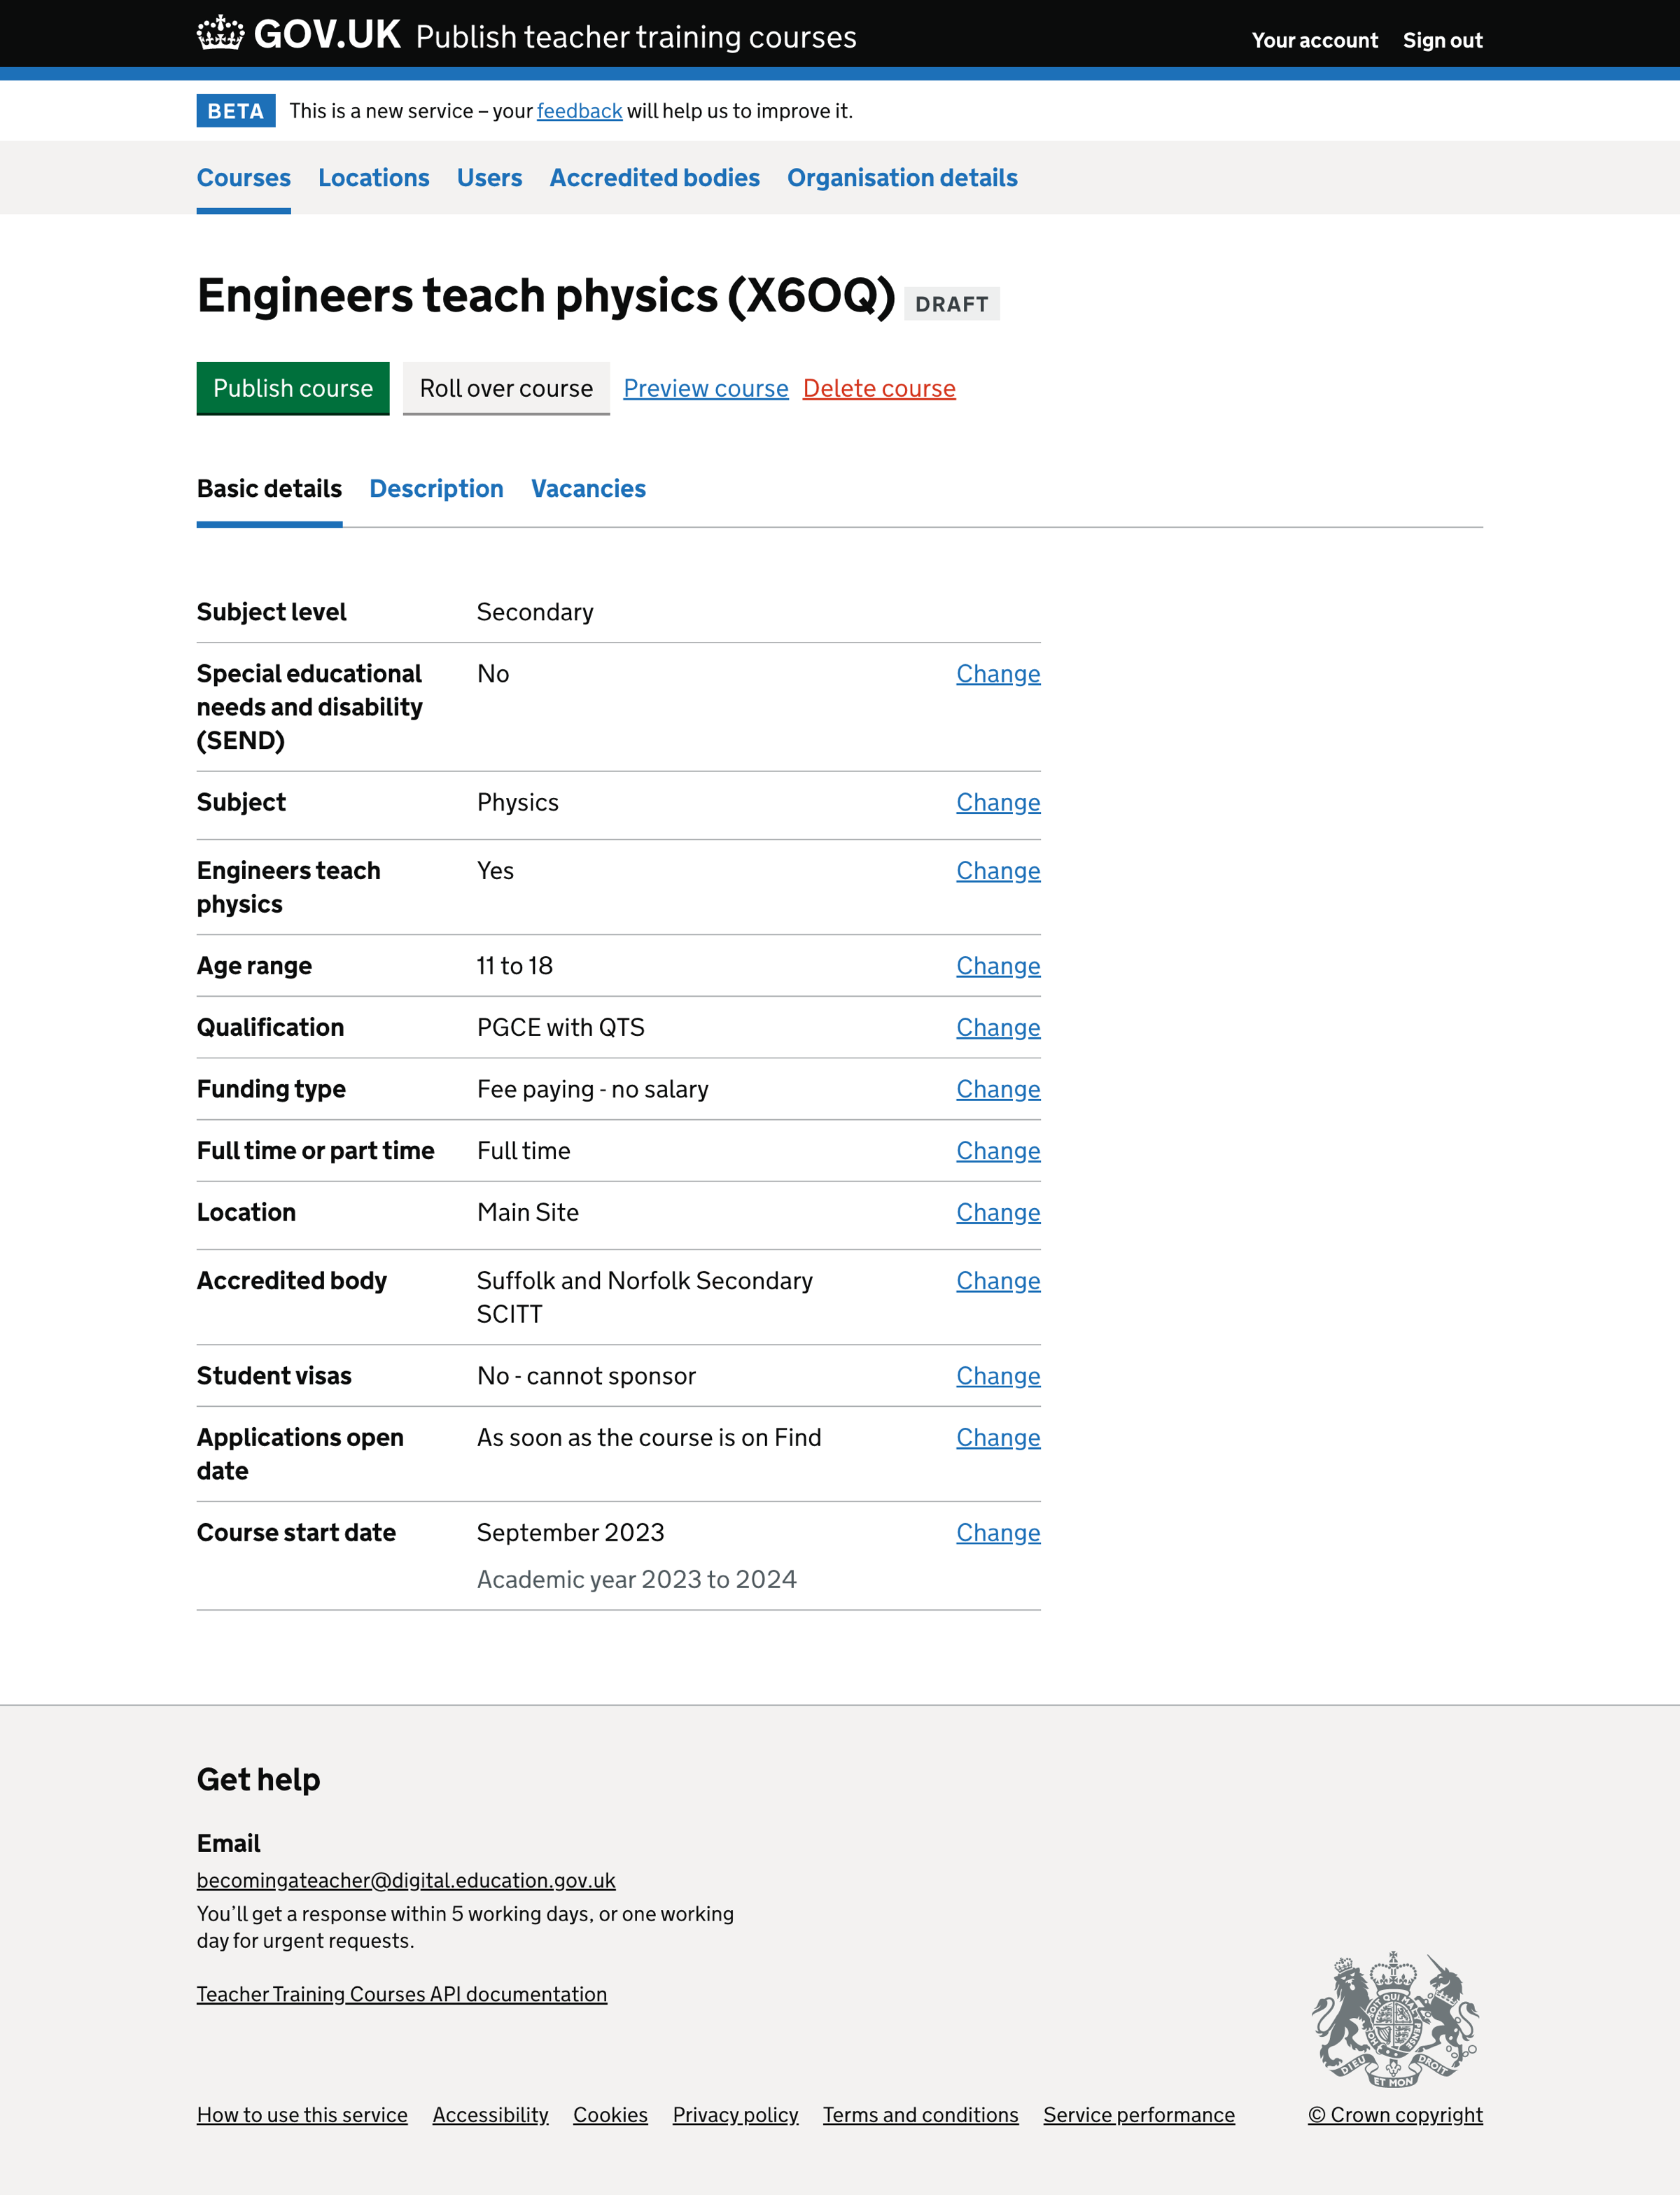 GOV.UK Publish teacher training courses Your account Sign out
BETA This is a new service – your feedback will help us to improve it.
Courses Locations Users Accredited bodies Organisation details
Engineers teach physics (X6OQ) DRAFT
Publish course Roll over course Preview course Delete course
Basic details Description Vacancies
Subject level Secondary
Special educational No Change
needs and disability
(SEND)
Subject Physics Change
Engineers teach Yes Change
physics
Age range 11 to 18 Change
Qualification PGCE with QTS Change
Funding type Fee paying - no salary Change
Full time or part time Full time Change
Location Main Site Change
Accredited body Suffolk and Norfolk Secondary Change
SCITT
Student visas No - cannot sponsor Change
Applications open As soon as the course is on Find Change
date
Course start date September 2023 Change
Academic year 2023 to 2024
Get help
Email
becomingateacher@digital.education.gov.uk
You’ll get a response within 5 working days, or one working
day for urgent requests.
Teacher Training Courses API documentation
DIEU ET MON DROIT
How to use this service Accessibility Cookies Privacy policy Terms and conditions Service performance © Crown copyright